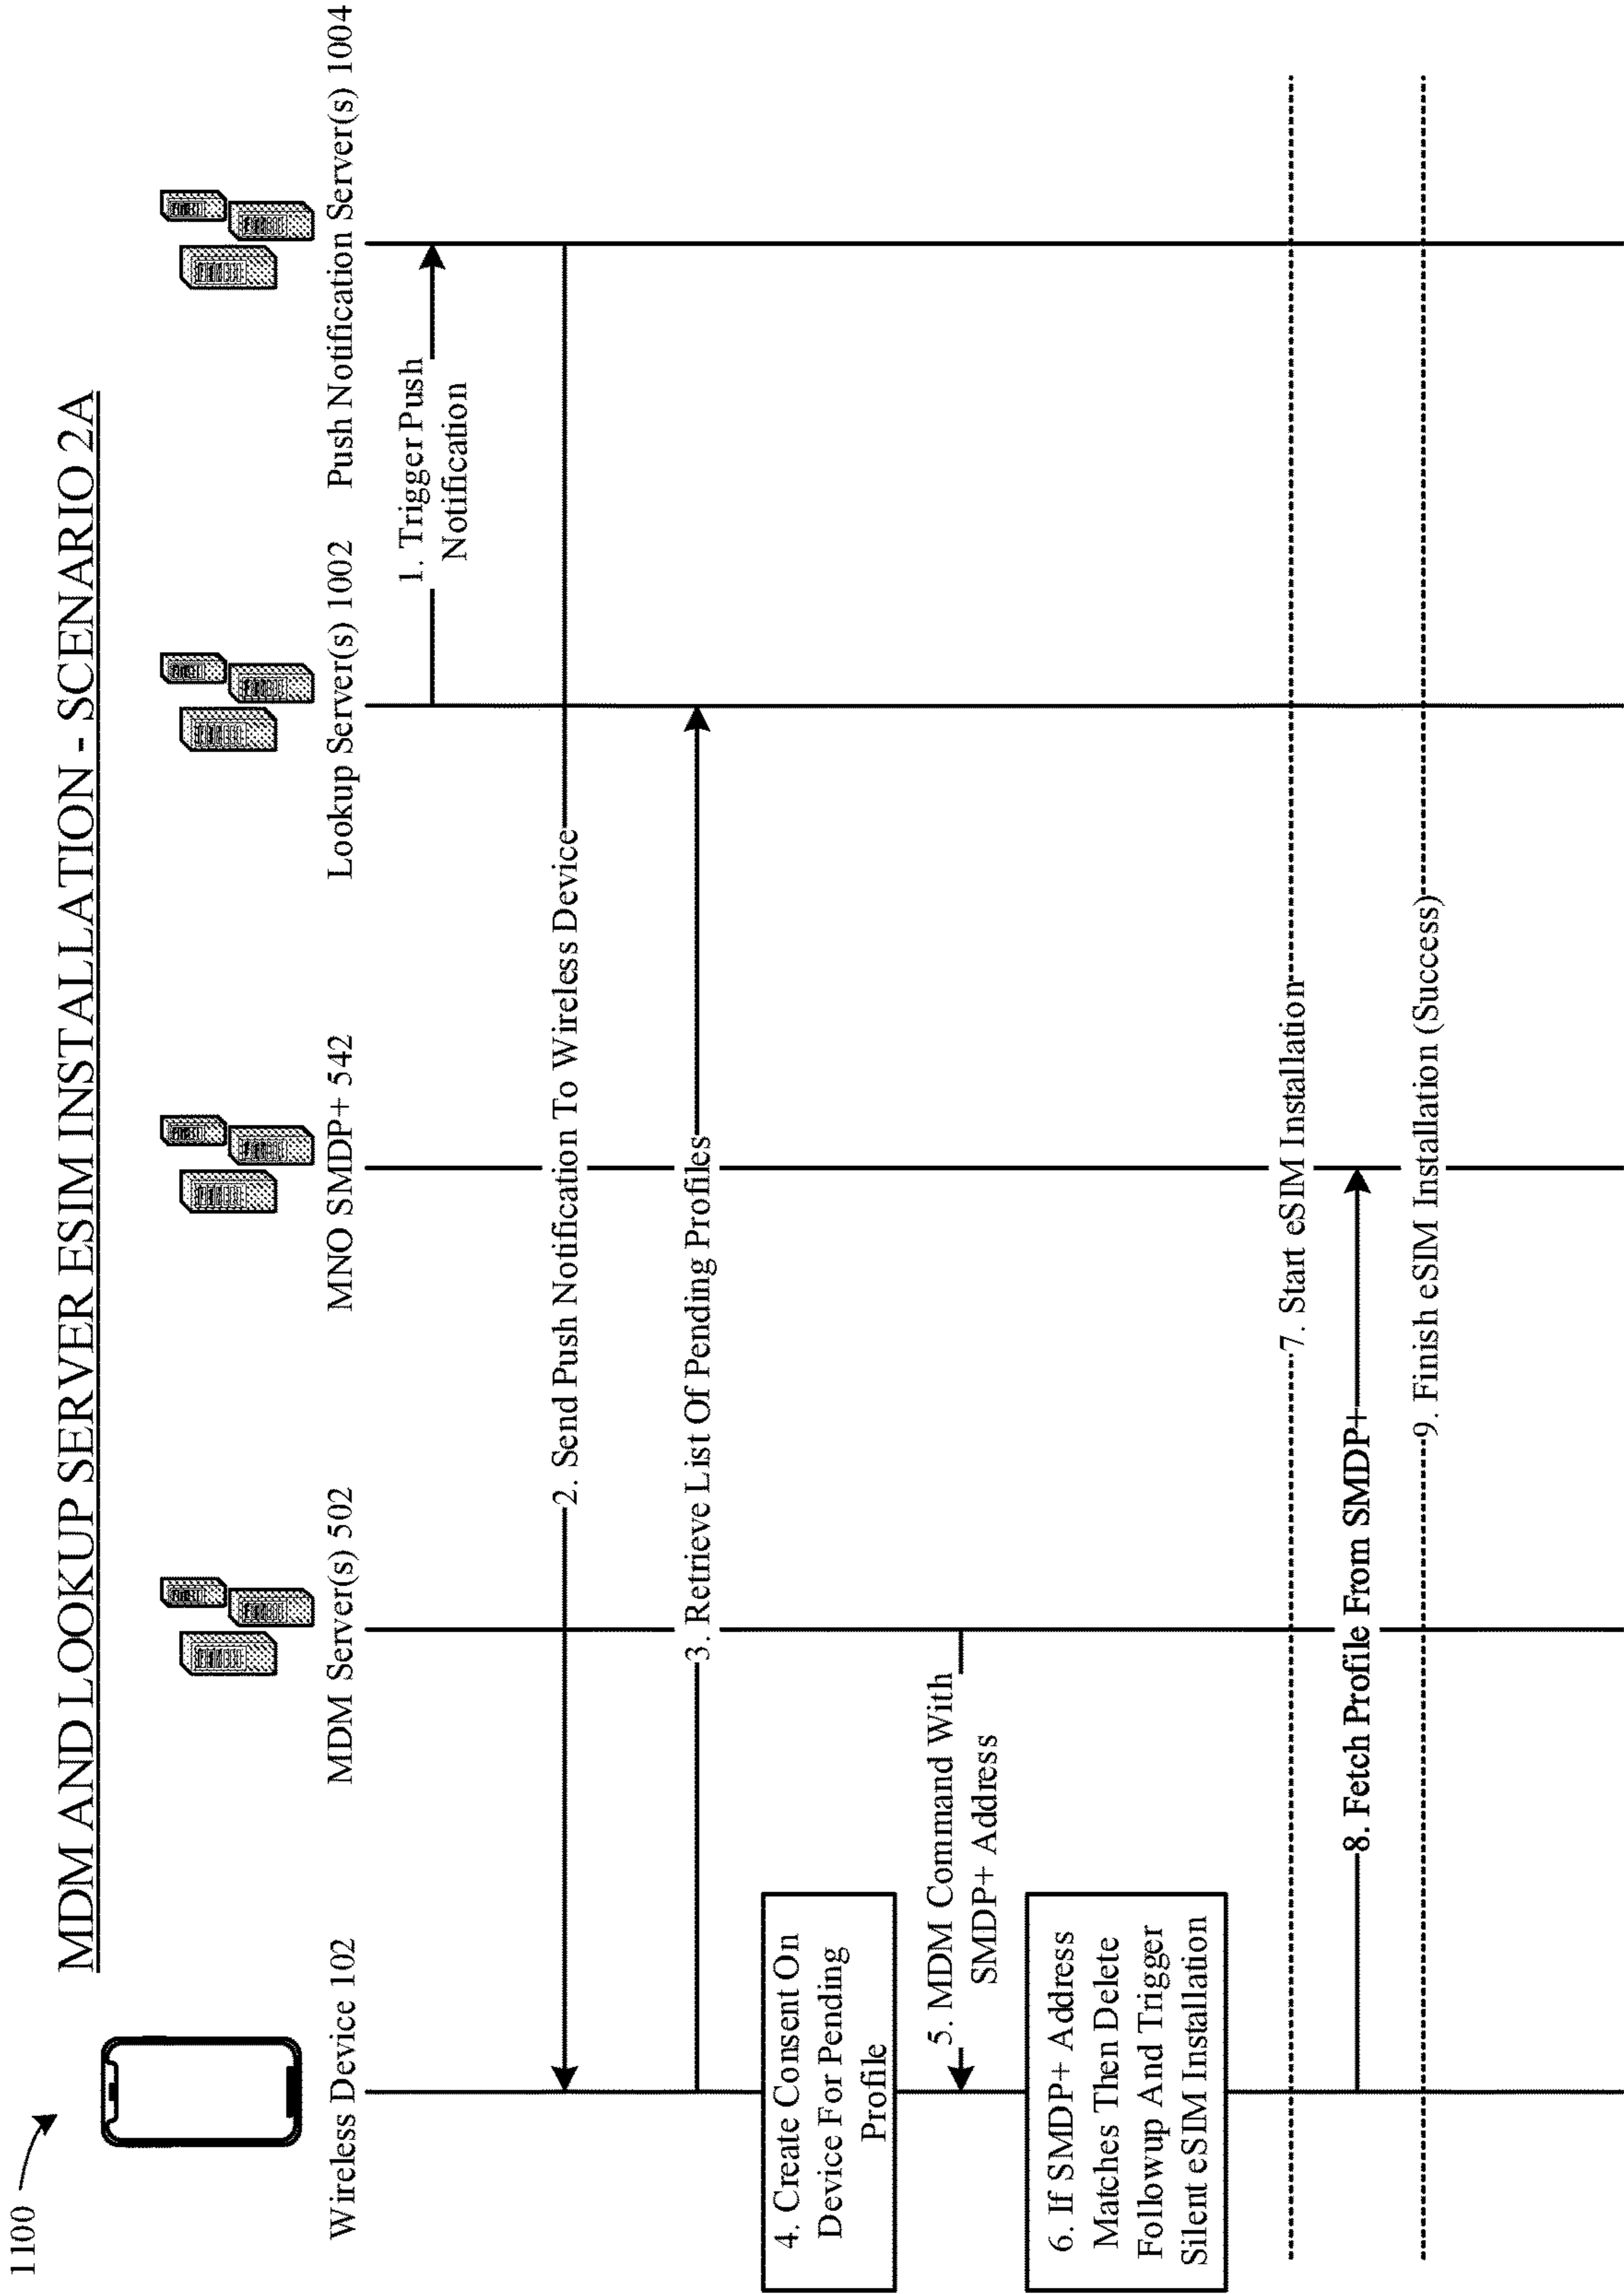 1100
MDM AND LOOKUP SERVER ESIM INSTALLATION - SCENARIO 2A
Wireless Device 102
MDM Server(s) 502
MNO SMDP+ 542
Lookup Server(s) 1002
Push Notification Server(s) 1004
1. Trigger Push
Notification
2. Send Push Notification To Wireless Device
3. Retrieve List Of Pending Profiles
4. Create Consent On
Device For Pending
Profile
5. MDM Command With
SMDP+ Address
6. If SMDP+ Address
Matches Then Delete
Followup And Trigger
Silent eSIM Installation
7. Start eSIM Installation
8. Fetch Profile From SMDP+
9. Finish eSIM Installation (Success)